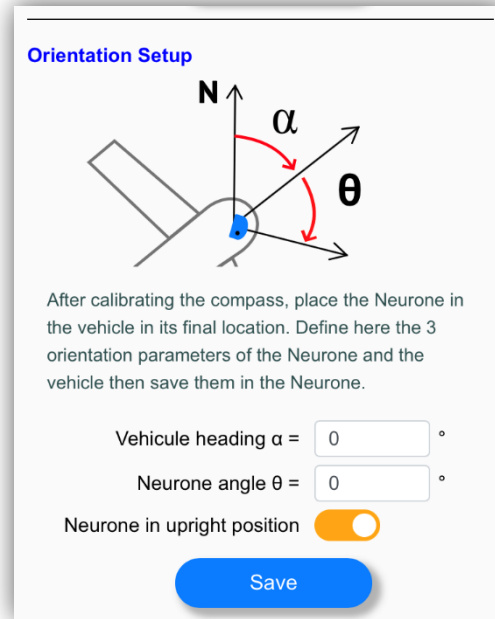 Orientation Setup
N
α
θ
After calibrating the compass, place the Neurone in
the vehicle in its final location. Define here the 3
orientation parameters of the Neurone and the
vehicle then save them in the Neurone.
Vehicule heading α = 0 °
Neurone angle θ = 0 °
Neurone in upright position
Save